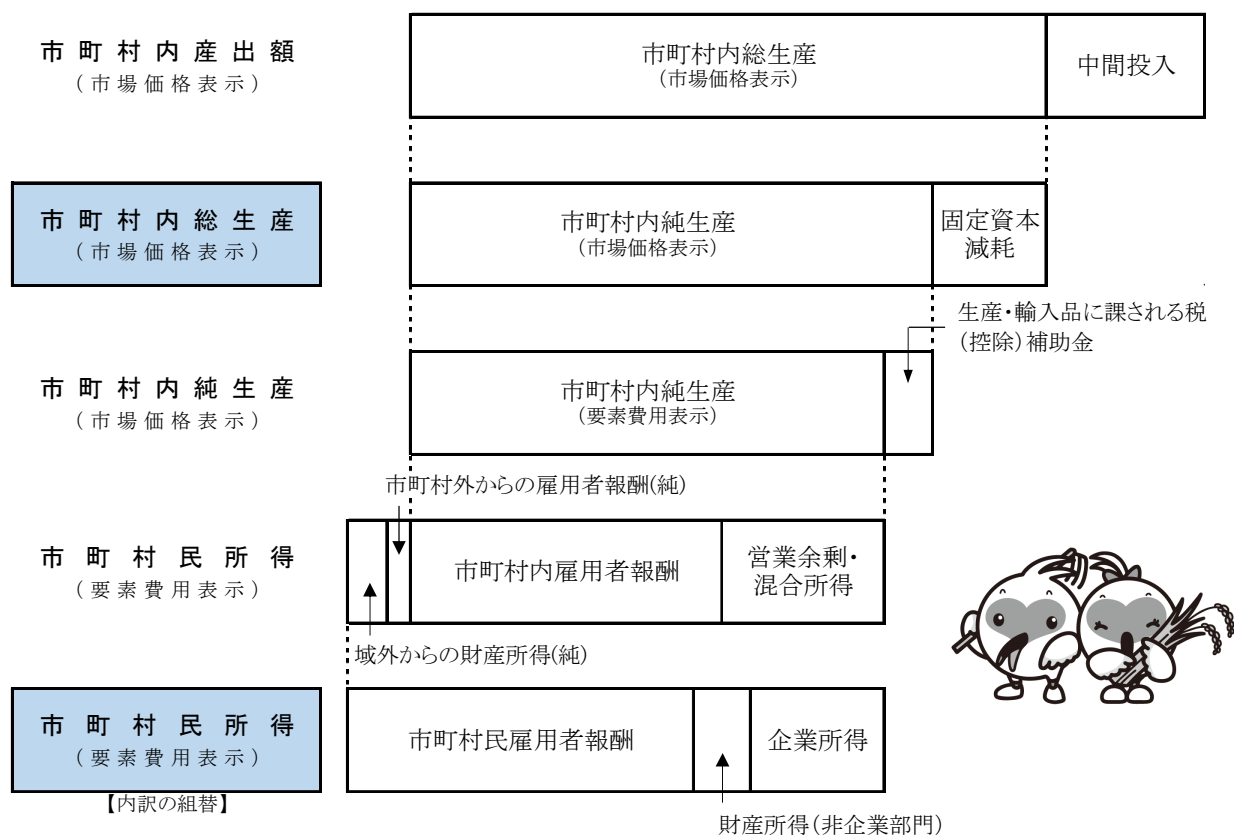 市町村内産出額
(市場価格表示)
市町村内総生産
(市場価格表示)
中間投入
市町村内総生産
(市場価格表示)
市町村内純生産
(市場価格表示)
固定資本
減耗
生産・輸入品に課される税
(控除)補助金
市町村内純生産
(市場価格表示)
市町村内純生産
(要素費用表示)
市町村外からの雇用者報酬(純)
市町村民所得
(要素費用表示)
市町村内雇用者報酬
営業余剰・
混合所得
域外からの財産所得(純)
市町村民所得
(要素費用表示)
【内訳の組替】
市町村民雇用者報酬
企業所得
財産所得(非企業部門)